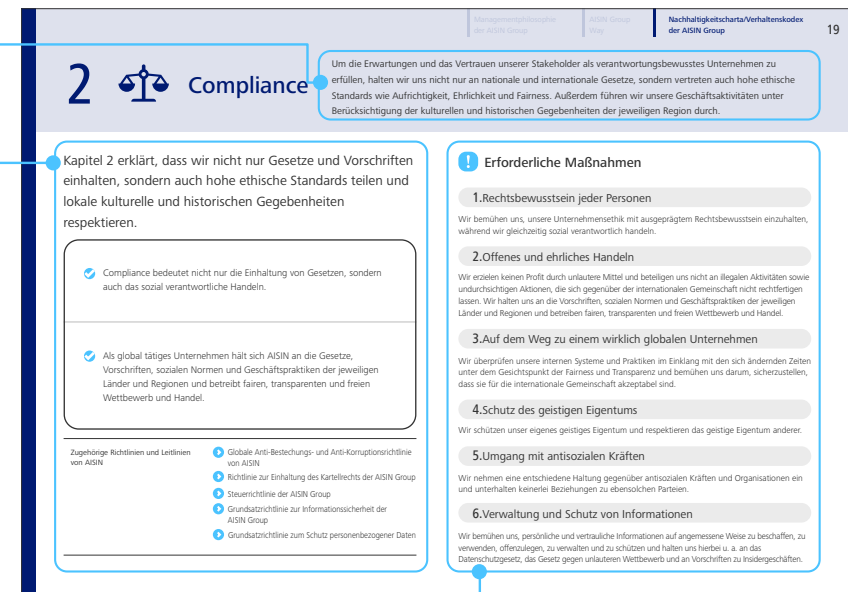 Managementphilosophie
der AISIN Group
AISIN Group
Way
Nachhaltigkeitscharta/Verhaltenskodex
der AISIN Group
19
2
Compliance
Um die Erwartungen und das Vertrauen unserer Stakeholder als verantwortungsbewusstes Unternehmen zu
erfüllen, halten wir uns nicht nur an nationale und internationale Gesetze, sondern vertreten auch hohe ethische
Standards wie Aufrichtigkeit, Ehrlichkeit und Fairness. Außerdem führen wir unsere Geschäftsaktivitäten unter
Berücksichtigung der kulturellen und historischen Gegebenheiten der jeweiligen Region durch.
Kapitel 2 erklärt, dass wir nicht nur Gesetze und Vorschriften
einhalten, sondern auch hohe ethische Standards teilen und
lokale kulturelle und historischen Gegebenheiten
respektieren.
Compliance bedeutet nicht nur die Einhaltung von Gesetzen, sondern
auch das sozial verantwortliche Handeln.
Als global tätiges Unternehmen hält sich AISIN an die Gesetze,
Vorschriften, sozialen Normen und Geschäftspraktiken der jeweiligen
Länder und Regionen und betreibt fairen, transparenten und freien
Wettbewerb und Handel.
Zugehörige Richtlinien und Leitlinien
von AISIN
Globale Anti-Bestechungs- und Anti-Korruptionsrichtlinie
von AISIN
Richtlinie zur Einhaltung des Kartellrechts der AISIN Group
Steuerrichtlinie der AISIN Group
Grundsatzrichtlinie zur Informationssicherheit der
AISIN Group
Grundsatzrichtlinie zum Schutz personenbezogener Daten
! Erforderliche Maßnahmen
1.Rechtsbewusstsein jeder Personen
Wir bemühen uns, unsere Unternehmensethik mit ausgeprägtem Rechtsbewusstsein einzuhalten,
während wir gleichzeitig sozial verantwortlich handeln.
2.Offenes und ehrliches Handeln
Wir erzielen keinen Profit durch unlautere Mittel und beteiligen uns nicht an illegalen Aktivitäten sowie
undurchsichtigen Aktionen, die sich gegenüber der internationalen Gemeinschaft nicht rechtfertigen
lassen. Wir halten uns an die Vorschriften, sozialen Normen und Geschäftspraktiken der jeweiligen
Länder und Regionen und betreiben fairen, transparenten und freien Wettbewerb und Handel.
3.Auf dem Weg zu einem wirklich globalen Unternehmen
Wir überprüfen unsere internen Systeme und Praktiken im Einklang mit den sich ändernden Zeiten
unter dem Gesichtspunkt der Fairness und Transparenz und bemühen uns darum, sicherzustellen,
dass sie für die internationale Gemeinschaft akzeptabel sind.
4.Schutz des geistigen Eigentums
Wir schützen unser eigenes geistiges Eigentum und respektieren das geistige Eigentum anderer.
5.Umgang mit antisozialen Kräften
Wir nehmen eine entschiedene Haltung gegenüber antisozialen Kräften und Organisationen ein
und unterhalten keinerlei Beziehungen zu ebensolchen Parteien.
6.Verwaltung und Schutz von Informationen
Wir bemühen uns, persönliche und vertrauliche Informationen auf angemessene Weise zu beschaffen, zu
verwenden, offenzulegen, zu verwalten und zu schützen und halten uns hierbei u. a. an das
Datenschutzgesetz, das Gesetz gegen unlauteren Wettbewerb und an Vorschriften zu Insidergeschäften.